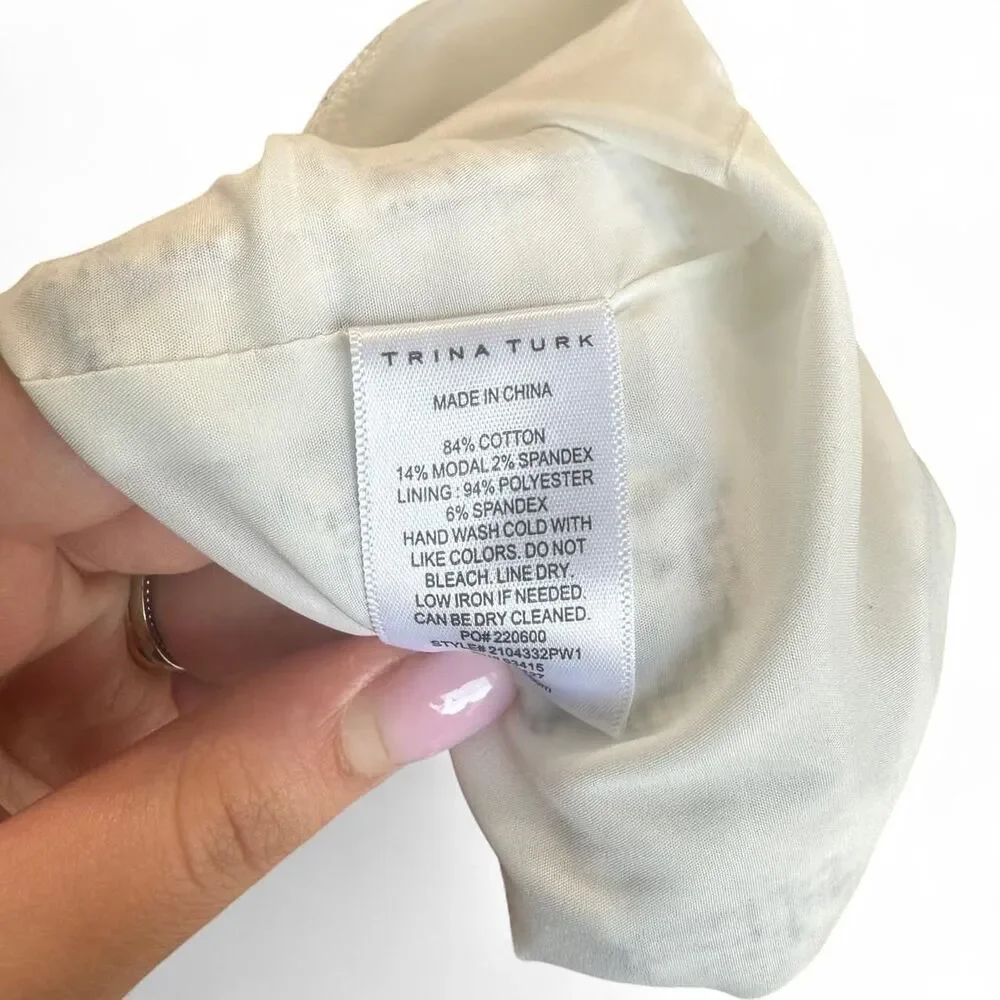 TRINA TURK
MADE IN CHINA
84% COTTON
14% MODAL 2% SPANDEX
LINING : 94% POLYESTER
6% SPANDEX
HAND WASH COLD WITH
LIKE COLORS. DO NOT
BLEACH. LINE DRY.
LOW IRON IF NEEDED.
CAN BE DRY CLEANED.
PO# 220600
STYLE# 2104332PW1
93415